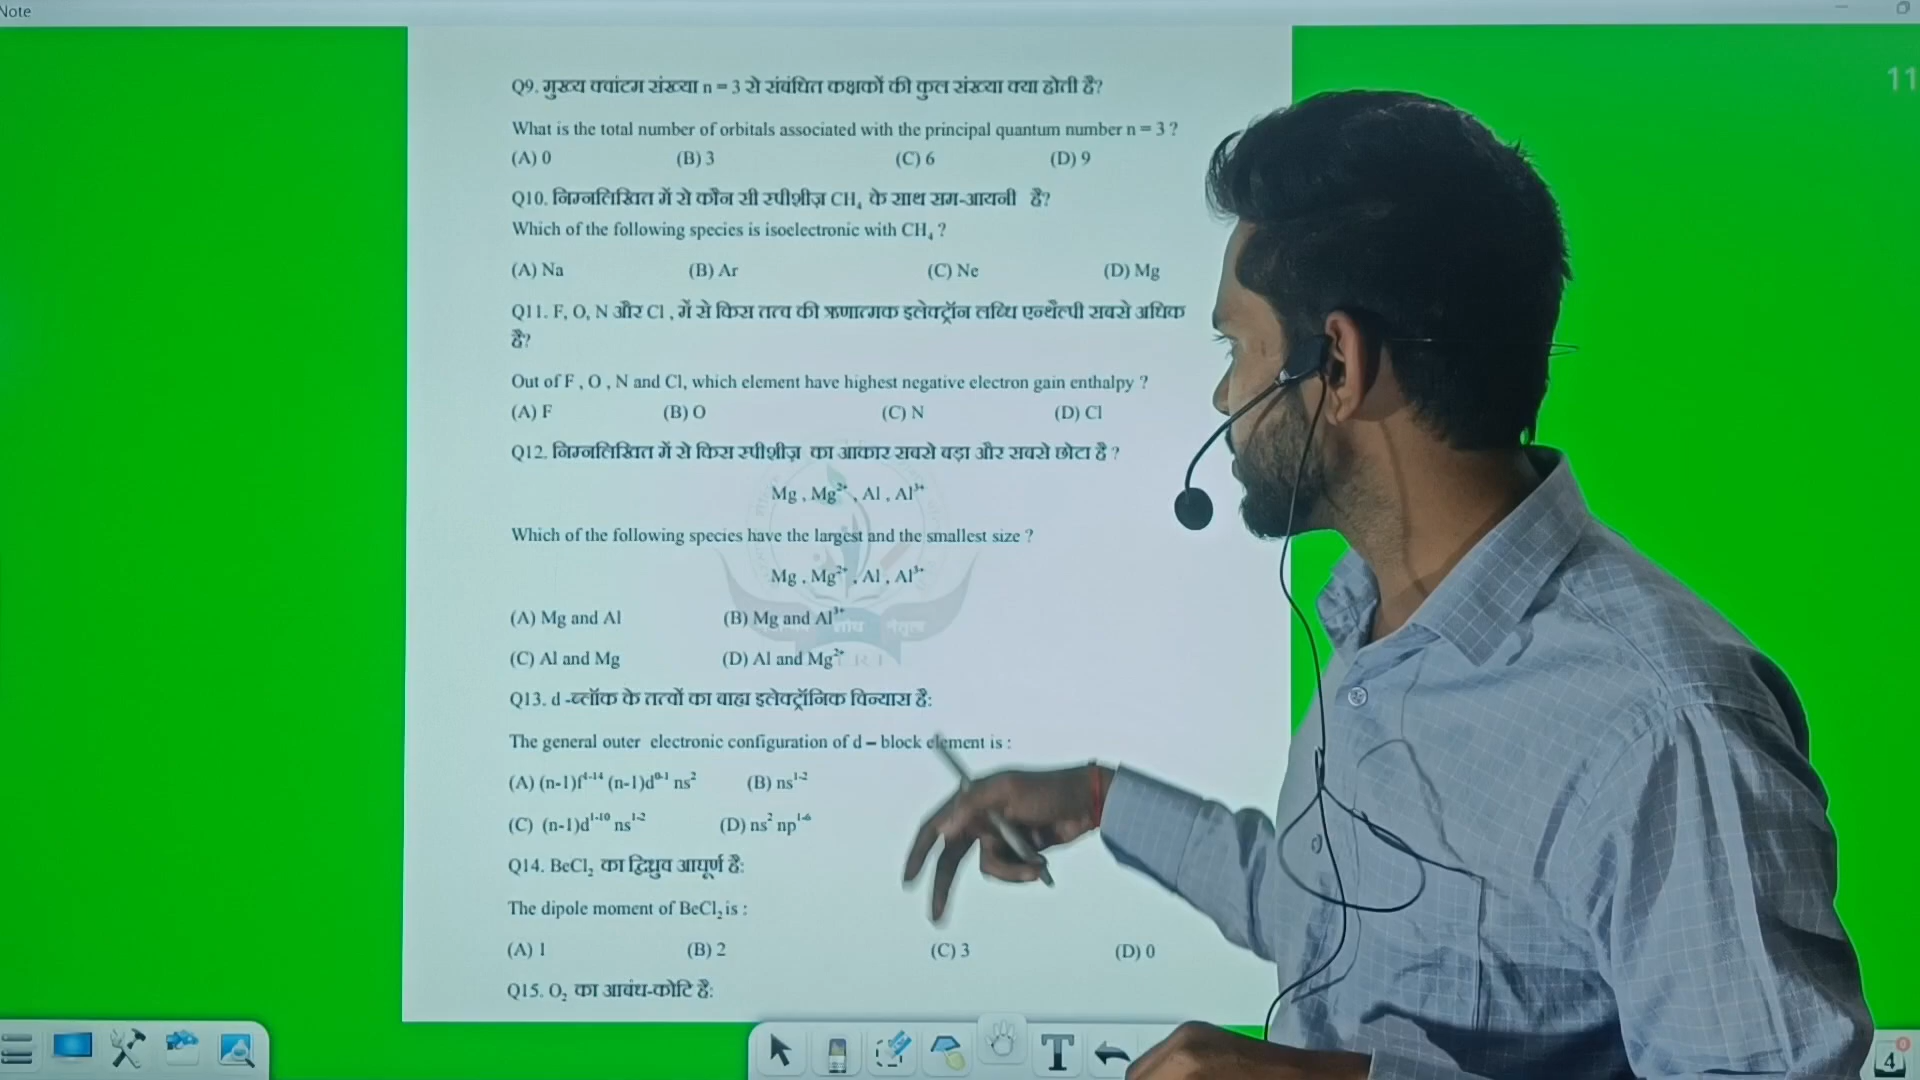 Note
11
Q9. मुख्य क्वांटम संख्या n = 3 से संबंधित कक्षकों की कुल संख्या क्या होती है?
What is the total number of orbitals associated with the principal quantum number n = 3 ?
(A) 0 (B) 3 (C) 6 (D) 9
Q10. निम्नलिखित में से कौन सी स्पीशीज़ CH₄ के साथ सम-आयनी है?
Which of the following species is isoelectronic with CH₄ ?
(A) Na (B) Ar (C) Ne (D) Mg
Q11. F, O, N और Cl , में से किस तत्व की ऋणात्मक इलेक्ट्रॉन लब्धि एन्थैल्पी सबसे अधिक
है?
Out of F , O , N and Cl, which element have highest negative electron gain enthalpy ?
(A) F (B) O (C) N (D) Cl
Q12. निम्नलिखित में से किस स्पीशीज़ का आकार सबसे बड़ा और सबसे छोटा है ?
Mg , Mg²⁺ , Al , Al³⁺
Which of the following species have the largest and the smallest size ?
Mg , Mg²⁺ , Al , Al³⁺
(A) Mg and Al (B) Mg and Al³⁺
शोध नेतृत्व
(C) Al and Mg (D) Al and Mg²⁺
Q13. d -ब्लॉक के तत्वों का बाह्य इलेक्ट्रॉनिक विन्यास है:
The general outer electronic configuration of d – block element is :
(A) (n-1)f¹⁻¹⁴ (n-1)d⁰⁻¹ ns² (B) ns¹⁻²
(C) (n-1)d¹⁻¹⁰ ns¹⁻² (D) ns² np¹⁻⁶
Q14. BeCl₂ का द्विध्रुव आघूर्ण है:
The dipole moment of BeCl₂ is :
(A) 1 (B) 2 (C) 3 (D) 0
Q15. O₂ का आबंध-कोटि है:
T
4